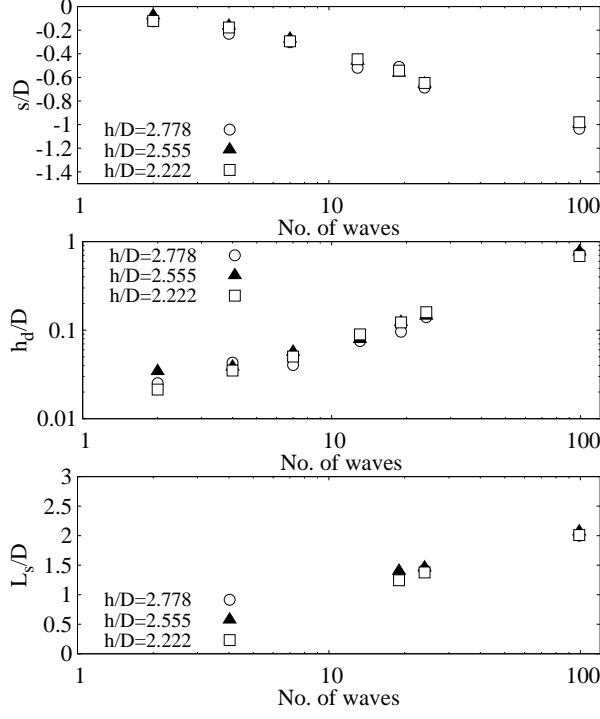 0
-0.2
-0.4
-0.6
-0.8
-1
-1.2
-1.4
s/D
h/D=2.778
h/D=2.555
h/D=2.222
1 10 100
No. of waves
1
0.1
0.01
h_d/D
h/D=2.778
h/D=2.555
h/D=2.222
1 10 100
No. of waves
3
2.5
2
1.5
1
0.5
0
L_s/D
h/D=2.778
h/D=2.555
h/D=2.222
1 10 100
No. of waves